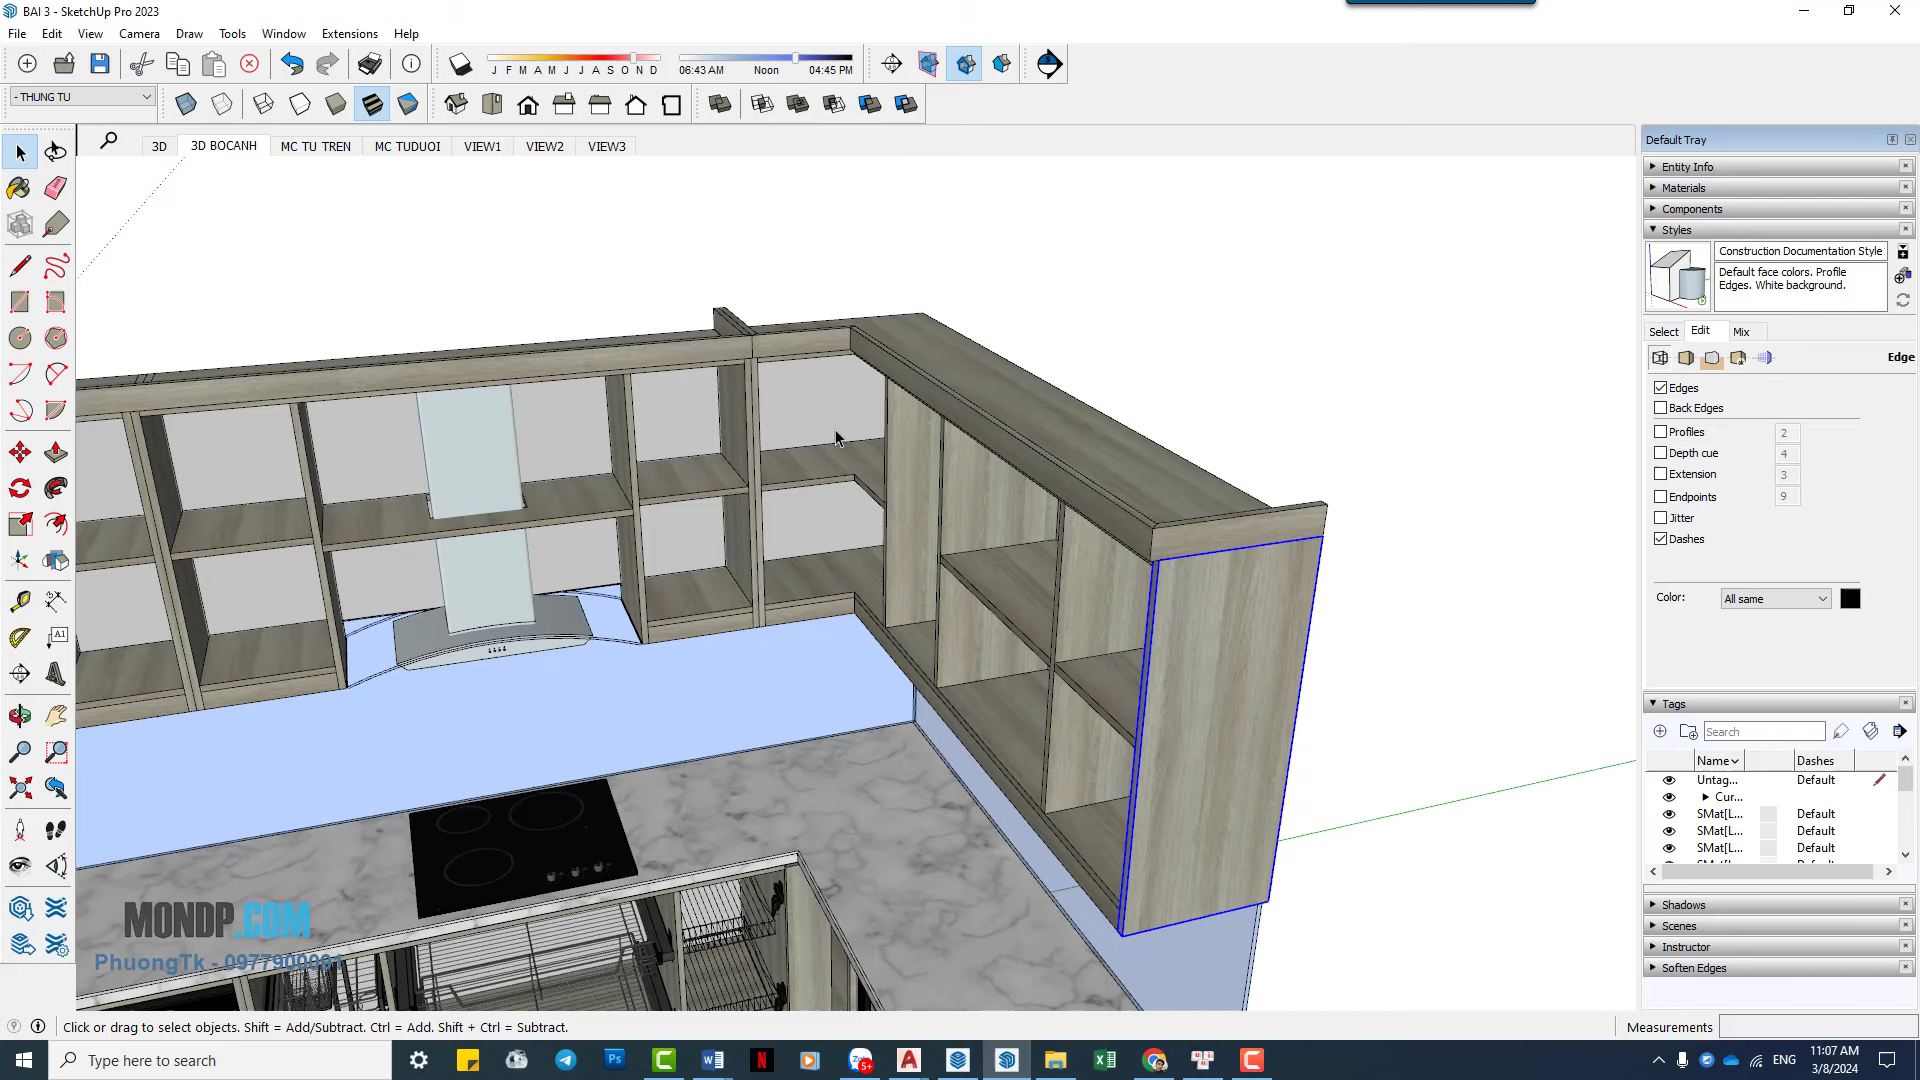 BAI 3 - SketchUp Pro 2023
File Edit View Camera Draw Tools Window Extensions Help
J F M A M J J A S O N D
06:43 AM Noon 04:45 PM
- THUNG TU
3D 3D BOCANH MC TU TREN MC TUDUOI VIEW1 VIEW2 VIEW3
Default Tray
Entity Info
Materials
Components
Styles
Construction Documentation Style
Default face colors. Profile
Edges. White background.
Select Edit Mix
Edge
Edges
Back Edges
Profiles 2
Depth cue 4
Extension 3
Endpoints 9
Jitter
Dashes
Color: All same
Tags
Search
Name Dashes
Untag... Default
Cur...
SMat[L... Default
SMat[L... Default
SMat[L... Default
Shadows
Scenes
Instructor
Soften Edges
A1
MONDP.COM
Click or drag to select objects. Shift = Add/Subtract. Ctrl = Add. Shift + Ctrl = Subtract.
Measurements
Type here to search
ENG
11:07 AM
3/8/2024